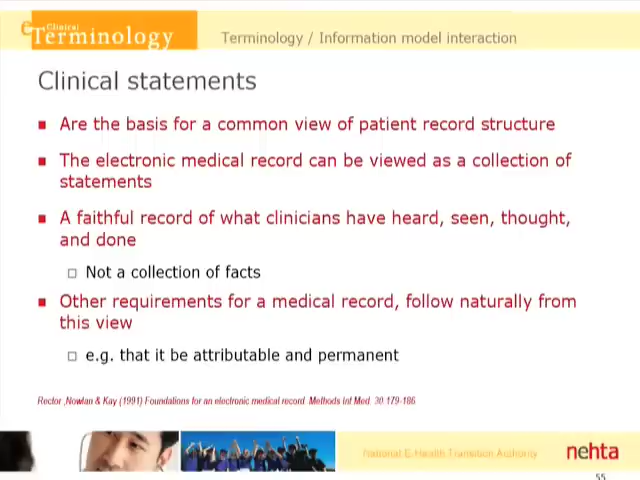 Clinical
Terminology
Terminology / Information model interaction
Clinical statements
Are the basis for a common view of patient record structure
The electronic medical record can be viewed as a collection of
statements
A faithful record of what clinicians have heard, seen, thought,
and done
Not a collection of facts
Other requirements for a medical record, follow naturally from
this view
e.g. that it be attributable and permanent
Rector ,Nowlan & Kay (1991) Foundations for an electronic medical record. Methods Inf Med. 30 179-186
National E-Health Transition Authority
nehta
55